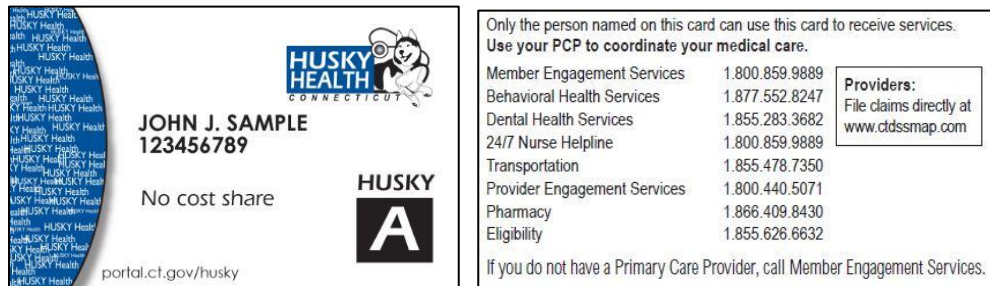 HUSKY
HEALTH
CONNECTICUT
JOHN J. SAMPLE
123456789
No cost share
HUSKY
A
portal.ct.gov/husky
Only the person named on this card can use this card to receive services.
Use your PCP to coordinate your medical care.
Member Engagement Services 1.800.859.9889
Behavioral Health Services 1.877.552.8247
Dental Health Services 1.855.283.3682
24/7 Nurse Helpline 1.800.859.9889
Transportation 1.855.478.7350
Provider Engagement Services 1.800.440.5071
Pharmacy 1.866.409.8430
Eligibility 1.855.626.6632
Providers:
File claims directly at
www.ctdssmap.com
If you do not have a Primary Care Provider, call Member Engagement Services.